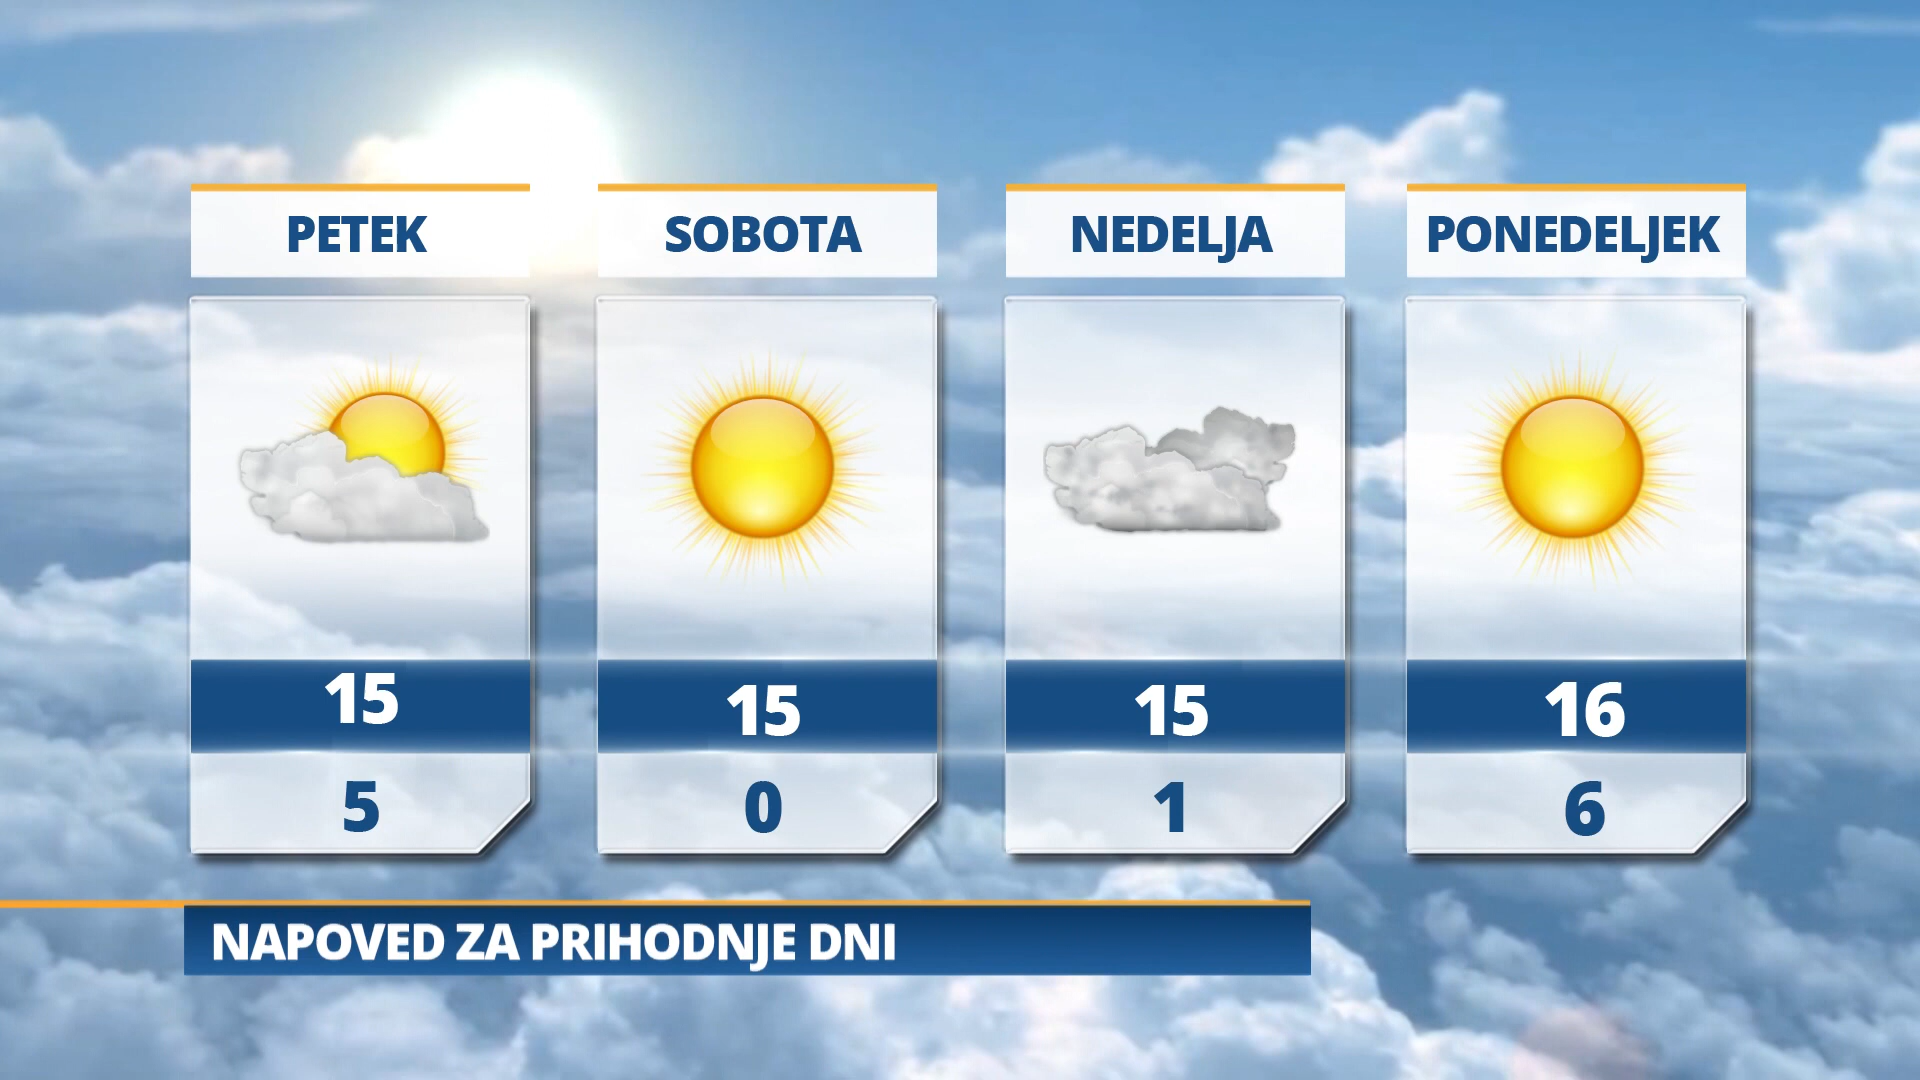 PETEK
SOBOTA
NEDELJA
PONEDELJEK
15
15
15
16
5
0
1
6
NAPOVED ZA PRIHODNJE DNI